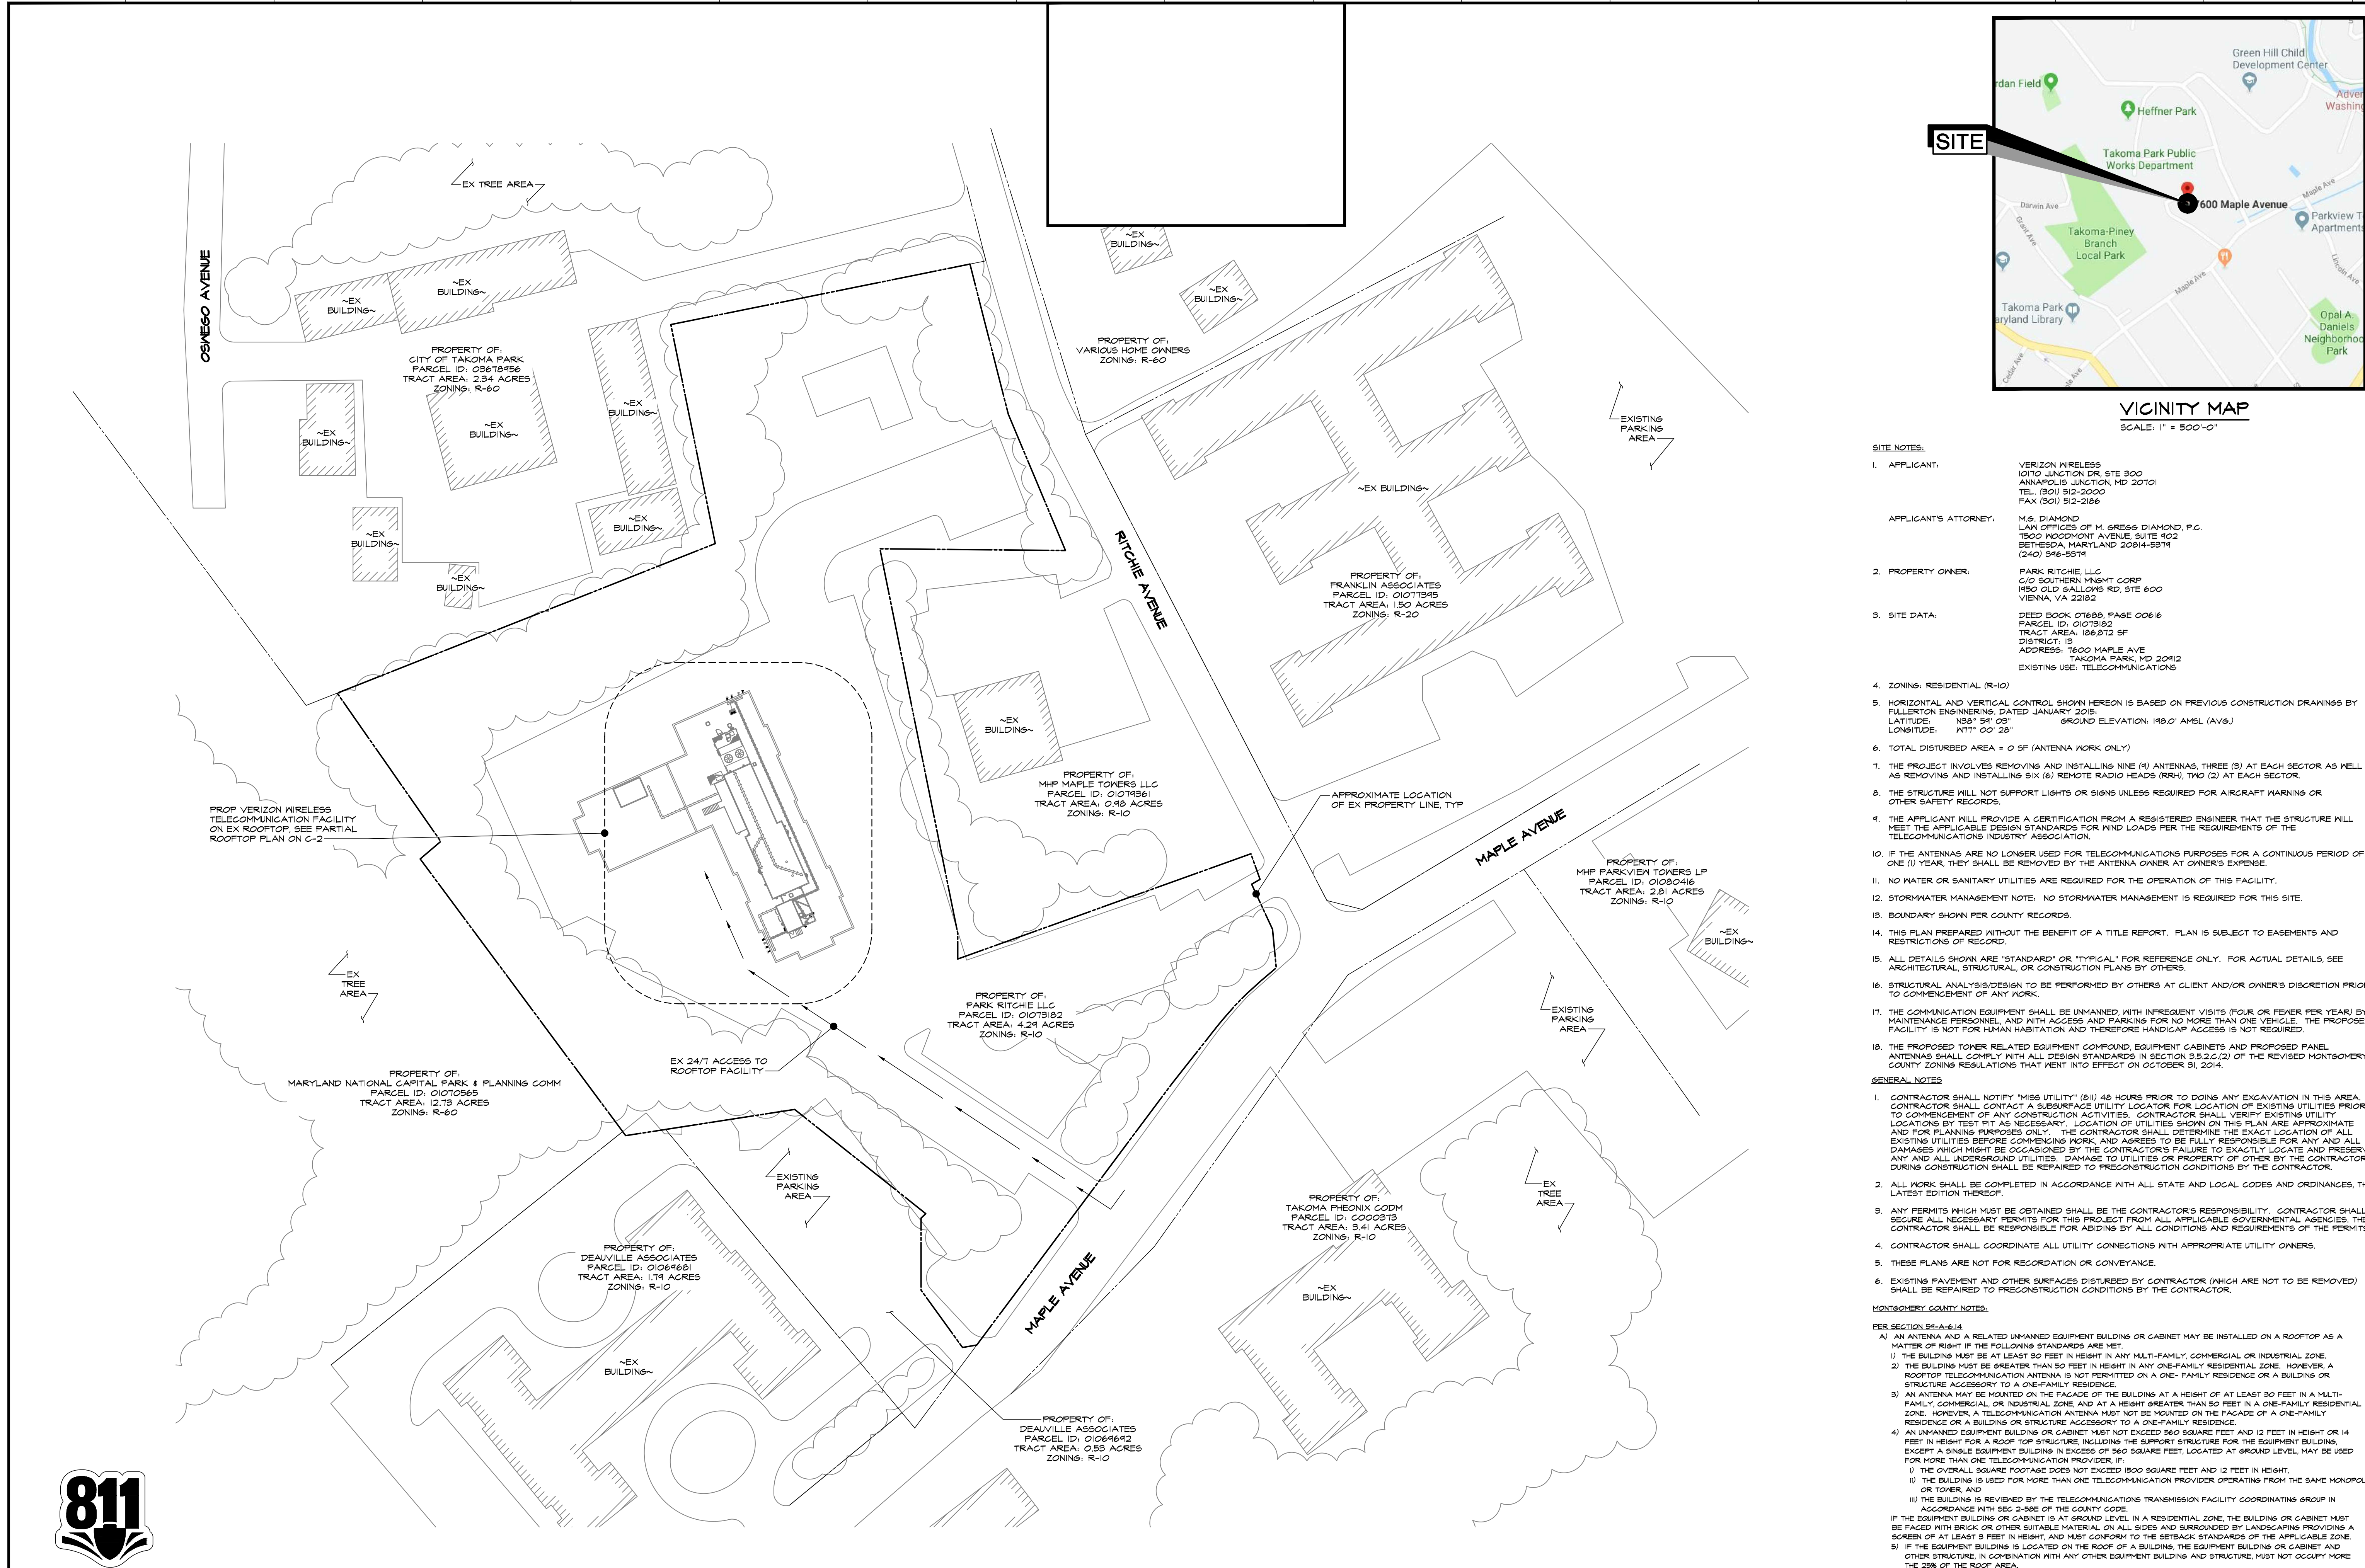 EX TREE AREA
OSWEGO AVENUE
~EX
BUILDING~
~EX
BUILDING~
~EX
BUILDING~
~EX
BUILDING~
PROPERTY OF:
CITY OF TAKOMA PARK
PARCEL ID: 03678956
TRACT AREA: 2.34 ACRES
ZONING: R-60
PROPERTY OF:
VARIOUS HOME OWNERS
ZONING: R-60
~EX
BUILDING~
~EX
BUILDING~
~EX
BUILDING~
EXISTING
PARKING
AREA
~EX BUILDING~
~EX
BUILDING~
~EX
BUILDING~
~EX
BUILDING~
RITCHIE AVENUE
PROPERTY OF:
FRANKLIN ASSOCIATES
PARCEL ID: 01077395
TRACT AREA: 1.50 ACRES
ZONING: R-20
~EX
BUILDING~
PROPERTY OF:
MHP MAPLE TOWERS LLC
PARCEL ID: 01079361
TRACT AREA: 0.98 ACRES
ZONING: R-10
APPROXIMATE LOCATION
OF EX PROPERTY LINE, TYP
PROP VERIZON WIRELESS
TELECOMMUNICATION FACILITY
ON EX ROOFTOP, SEE PARTIAL
ROOFTOP PLAN ON C-2
MAPLE AVENUE
PROPERTY OF:
MHP PARKVIEW TOWERS LP
PARCEL ID: 01080416
TRACT AREA: 2.81 ACRES
ZONING: R-10
~EX
BUILDING~
EX
TREE
AREA
PROPERTY OF:
PARK RITCHIE LLC
PARCEL ID: 01073182
TRACT AREA: 4.29 ACRES
ZONING: R-10
EXISTING
PARKING
AREA
EX 24/7 ACCESS TO
ROOFTOP FACILITY
PROPERTY OF:
MARYLAND NATIONAL CAPITAL PARK & PLANNING COMM
PARCEL ID: 01070565
TRACT AREA: 12.73 ACRES
ZONING: R-60
EXISTING
PARKING
AREA
EX
TREE
AREA
PROPERTY OF:
TAKOMA PHEONIX CODM
PARCEL ID: C000373
TRACT AREA: 3.41 ACRES
ZONING: R-10
PROPERTY OF:
DEAUVILLE ASSOCIATES
PARCEL ID: 01069681
TRACT AREA: 1.79 ACRES
ZONING: R-10
MAPLE AVENUE
~EX
BUILDING~
~EX
BUILDING~
PROPERTY OF:
DEAUVILLE ASSOCIATES
PARCEL ID: 01069692
TRACT AREA: 0.53 ACRES
ZONING: R-10
811
SITE
Green Hill Child
Development Center
rdan Field
Heffner Park
Adven
Washing
Takoma Park Public
Works Department
Maple Ave
7600 Maple Avenue
Darwin Ave
Grant Ave
Parkview T
Apartments
Takoma-Piney
Branch
Local Park
Lincoln Ave
Maple Ave
Takoma Park
aryland Library
Opal A.
Daniels
Neighborhoo
Park
Cedar Ave
ple Ave
VICINITY MAP
SCALE: 1" = 500'-0"
SITE NOTES:
1. APPLICANT: VERIZON WIRELESS
10170 JUNCTION DR, STE 300
ANNAPOLIS JUNCTION, MD 20701
TEL. (301) 512-2000
FAX (301) 512-2186
APPLICANT'S ATTORNEY: M.G. DIAMOND
LAW OFFICES OF M. GREGG DIAMOND, P.C.
7500 WOODMONT AVENUE, SUITE 902
BETHESDA, MARYLAND 20814-5379
(240) 396-5379
2. PROPERTY OWNER: PARK RITCHIE, LLC
C/O SOUTHERN MNGMT CORP
1950 OLD GALLOWS RD, STE 600
VIENNA, VA 22182
3. SITE DATA: DEED BOOK 07688, PAGE 00616
PARCEL ID: 01073182
TRACT AREA: 186,872 SF
DISTRICT: 13
ADDRESS: 7600 MAPLE AVE
TAKOMA PARK, MD 20912
EXISTING USE: TELECOMMUNICATIONS
4. ZONING: RESIDENTIAL (R-10)
5. HORIZONTAL AND VERTICAL CONTROL SHOWN HEREON IS BASED ON PREVIOUS CONSTRUCTION DRAWINGS BY
FULLERTON ENGINNERING. DATED JANUARY 2015:
LATITUDE: N38° 59' 03" GROUND ELEVATION: 198.0' AMSL (AVG.)
LONGITUDE: W77° 00' 28"
6. TOTAL DISTURBED AREA = 0 SF (ANTENNA WORK ONLY)
7. THE PROJECT INVOLVES REMOVING AND INSTALLING NINE (9) ANTENNAS, THREE (3) AT EACH SECTOR AS WELL
AS REMOVING AND INSTALLING SIX (6) REMOTE RADIO HEADS (RRH), TWO (2) AT EACH SECTOR.
8. THE STRUCTURE WILL NOT SUPPORT LIGHTS OR SIGNS UNLESS REQUIRED FOR AIRCRAFT WARNING OR
OTHER SAFETY RECORDS.
9. THE APPLICANT WILL PROVIDE A CERTIFICATION FROM A REGISTERED ENGINEER THAT THE STRUCTURE WILL
MEET THE APPLICABLE DESIGN STANDARDS FOR WIND LOADS PER THE REQUIREMENTS OF THE
TELECOMMUNICATIONS INDUSTRY ASSOCIATION.
10. IF THE ANTENNAS ARE NO LONGER USED FOR TELECOMMUNICATIONS PURPOSES FOR A CONTINUOUS PERIOD OF
ONE (1) YEAR, THEY SHALL BE REMOVED BY THE ANTENNA OWNER AT OWNER'S EXPENSE.
11. NO WATER OR SANITARY UTILITIES ARE REQUIRED FOR THE OPERATION OF THIS FACILITY.
12. STORMWATER MANAGEMENT NOTE: NO STORMWATER MANAGEMENT IS REQUIRED FOR THIS SITE.
13. BOUNDARY SHOWN PER COUNTY RECORDS.
14. THIS PLAN PREPARED WITHOUT THE BENEFIT OF A TITLE REPORT. PLAN IS SUBJECT TO EASEMENTS AND
RESTRICTIONS OF RECORD.
15. ALL DETAILS SHOWN ARE "STANDARD" OR "TYPICAL" FOR REFERENCE ONLY. FOR ACTUAL DETAILS, SEE
ARCHITECTURAL, STRUCTURAL, OR CONSTRUCTION PLANS BY OTHERS.
16. STRUCTURAL ANALYSIS/DESIGN TO BE PERFORMED BY OTHERS AT CLIENT AND/OR OWNER'S DISCRETION PRIOR
TO COMMENCEMENT OF ANY WORK.
17. THE COMMUNICATION EQUIPMENT SHALL BE UNMANNED, WITH INFREQUENT VISITS (FOUR OR FEWER PER YEAR) BY
MAINTENANCE PERSONNEL, AND WITH ACCESS AND PARKING FOR NO MORE THAN ONE VEHICLE. THE PROPOSE
FACILITY IS NOT FOR HUMAN HABITATION AND THEREFORE HANDICAP ACCESS IS NOT REQUIRED.
18. THE PROPOSED TOWER RELATED EQUIPMENT COMPOUND, EQUIPMENT CABINETS AND PROPOSED PANEL
ANTENNAS SHALL COMPLY WITH ALL DESIGN STANDARDS IN SECTION 3.5.2.C.(2) OF THE REVISED MONTGOMERY
COUNTY ZONING REGULATIONS THAT WENT INTO EFFECT ON OCTOBER 31, 2014.
GENERAL NOTES
1. CONTRACTOR SHALL NOTIFY "MISS UTILITY" (811) 48 HOURS PRIOR TO DOING ANY EXCAVATION IN THIS AREA.
CONTRACTOR SHALL CONTACT A SUBSURFACE UTILITY LOCATOR FOR LOCATION OF EXISTING UTILITIES PRIOR
TO COMMENCEMENT OF ANY CONSTRUCTION ACTIVITIES. CONTRACTOR SHALL VERIFY EXISTING UTILITY
LOCATIONS BY TEST PIT AS NECESSARY. LOCATION OF UTILITIES SHOWN ON THIS PLAN ARE APPROXIMATE
AND FOR PLANNING PURPOSES ONLY. THE CONTRACTOR SHALL DETERMINE THE EXACT LOCATION OF ALL
EXISTING UTILITIES BEFORE COMMENCING WORK, AND AGREES TO BE FULLY RESPONSIBLE FOR ANY AND ALL
DAMAGES WHICH MIGHT BE OCCASIONED BY THE CONTRACTOR'S FAILURE TO EXACTLY LOCATE AND PRESERV
ANY AND ALL UNDERGROUND UTILITIES. DAMAGE TO UTILITIES OR PROPERTY OF OTHER BY THE CONTRACTOR
DURING CONSTRUCTION SHALL BE REPAIRED TO PRECONSTRUCTION CONDITIONS BY THE CONTRACTOR.
2. ALL WORK SHALL BE COMPLETED IN ACCORDANCE WITH ALL STATE AND LOCAL CODES AND ORDINANCES, TH
LATEST EDITION THEREOF.
3. ANY PERMITS WHICH MUST BE OBTAINED SHALL BE THE CONTRACTOR'S RESPONSIBILITY. CONTRACTOR SHALL
SECURE ALL NECESSARY PERMITS FOR THIS PROJECT FROM ALL APPLICABLE GOVERNMENTAL AGENCIES. THE
CONTRACTOR SHALL BE RESPONSIBLE FOR ABIDING BY ALL CONDITIONS AND REQUIREMENTS OF THE PERMITS
4. CONTRACTOR SHALL COORDINATE ALL UTILITY CONNECTIONS WITH APPROPRIATE UTILITY OWNERS.
5. THESE PLANS ARE NOT FOR RECORDATION OR CONVEYANCE.
6. EXISTING PAVEMENT AND OTHER SURFACES DISTURBED BY CONTRACTOR (WHICH ARE NOT TO BE REMOVED)
SHALL BE REPAIRED TO PRECONSTRUCTION CONDITIONS BY THE CONTRACTOR.
MONTGOMERY COUNTY NOTES:
PER SECTION 59-A-6.14
A) AN ANTENNA AND A RELATED UNMANNED EQUIPMENT BUILDING OR CABINET MAY BE INSTALLED ON A ROOFTOP AS A
MATTER OF RIGHT IF THE FOLLOWING STANDARDS ARE MET.
1) THE BUILDING MUST BE AT LEAST 30 FEET IN HEIGHT IN ANY MULTI-FAMILY, COMMERCIAL OR INDUSTRIAL ZONE.
2) THE BUILDING MUST BE GREATER THAN 50 FEET IN HEIGHT IN ANY ONE-FAMILY RESIDENTIAL ZONE. HOWEVER, A
ROOFTOP TELECOMMUNICATION ANTENNA IS NOT PERMITTED ON A ONE- FAMILY RESIDENCE OR A BUILDING OR
STRUCTURE ACCESSORY TO A ONE-FAMILY RESIDENCE.
3) AN ANTENNA MAY BE MOUNTED ON THE FACADE OF THE BUILDING AT A HEIGHT OF AT LEAST 30 FEET IN A MULTI-
FAMILY, COMMERCIAL, OR INDUSTRIAL ZONE, AND AT A HEIGHT GREATER THAN 50 FEET IN A ONE-FAMILY RESIDENTIAL
ZONE. HOWEVER, A TELECOMMUNICATION ANTENNA MUST NOT BE MOUNTED ON THE FACADE OF A ONE-FAMILY
RESIDENCE OR A BUILDING OR STRUCTURE ACCESSORY TO A ONE-FAMILY RESIDENCE.
4) AN UNMANNED EQUIPMENT BUILDING OR CABINET MUST NOT EXCEED 560 SQUARE FEET AND 12 FEET IN HEIGHT OR 14
FEET IN HEIGHT FOR A ROOF TOP STRUCTURE, INCLUDING THE SUPPORT STRUCTURE FOR THE EQUIPMENT BUILDING,
EXCEPT A SINGLE EQUIPMENT BUILDING IN EXCESS OF 560 SQUARE FEET, LOCATED AT GROUND LEVEL, MAY BE USED
FOR MORE THAN ONE TELECOMMUNICATION PROVIDER, IF:
I) THE OVERALL SQUARE FOOTAGE DOES NOT EXCEED 1500 SQUARE FEET AND 12 FEET IN HEIGHT,
II) THE BUILDING IS USED FOR MORE THAN ONE TELECOMMUNICATION PROVIDER OPERATING FROM THE SAME MONOPOL
OR TOWER, AND
III) THE BUILDING IS REVIEWED BY THE TELECOMMUNICATIONS TRANSMISSION FACILITY COORDINATING GROUP IN
ACCORDANCE WITH SEC 2-58E OF THE COUNTY CODE.
IF THE EQUIPMENT BUILDING OR CABINET IS AT GROUND LEVEL IN A RESIDENTIAL ZONE, THE BUILDING OR CABINET MUST
BE FACED WITH BRICK OR OTHER SUITABLE MATERIAL ON ALL SIDES AND SURROUNDED BY LANDSCAPING PROVIDING A
SCREEN OF AT LEAST 3 FEET IN HEIGHT, AND MUST CONFORM TO THE SETBACK STANDARDS OF THE APPLICABLE ZONE.
5) IF THE EQUIPMENT BUILDING IS LOCATED ON THE ROOF OF A BUILDING, THE EQUIPMENT BUILDING OR CABINET AND
OTHER STRUCTURE, IN COMBINATION WITH ANY OTHER EQUIPMENT BUILDING AND STRUCTURE, MUST NOT OCCUPY MORE
THE 25% OF THE ROOF AREA.